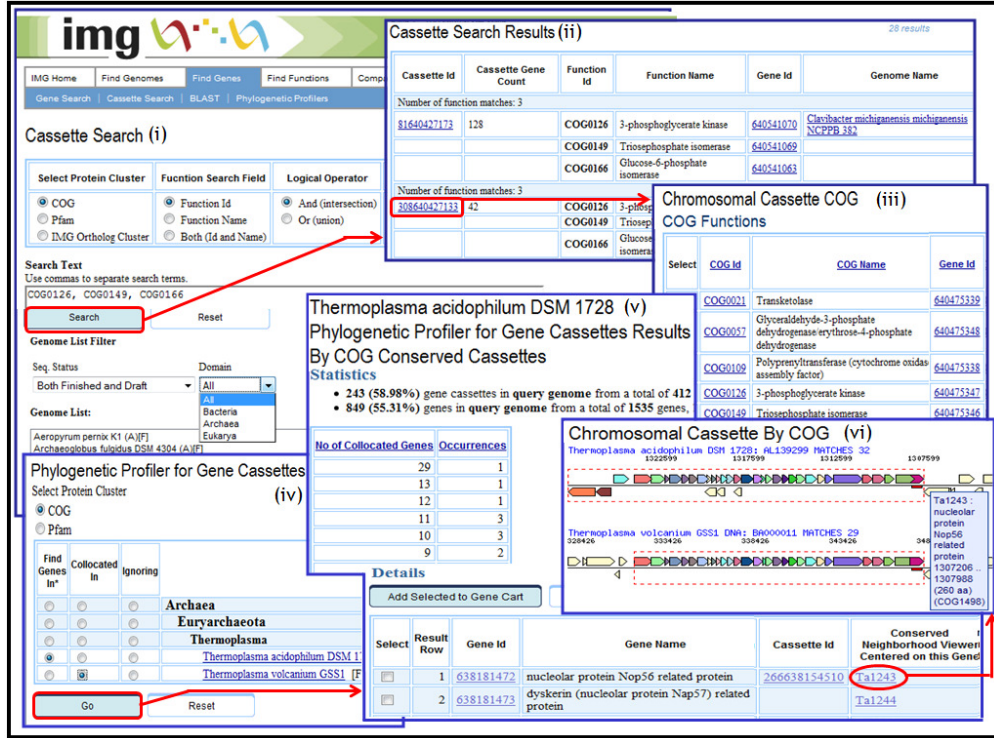 img
IMG Home Find Genomes Find Genes Find Functions Compa
Gene Search | Cassette Search | BLAST | Phylogenetic Profilers
Cassette Search (i)
Select Protein Cluster Fucntion Search Field Logical Operator
COG Function Id And (intersection)
Pfam Function Name Or (union)
IMG Ortholog Cluster Both (Id and Name)
Search Text
Use commas to separate search terms.
COG0126, COG0149, COG0166
Search Reset
Genome List Filter
Seq. Status Domain
Both Finished and Draft All
All
Bacteria
Archaea
Eukarya
Genome List:
Aeropyrum pernix K1 (A)[F]
Archaeoglobus fulgidus DSM 4304 (A)[F]
Cassette Search Results (ii) 28 results
Cassette Id Cassette Gene Count Function Id Function Name Gene Id Genome Name
Number of function matches: 3
81640427173 128 COG0126 3-phosphoglycerate kinase 640541070 Clavibacter michiganensis michiganensis
NCPPB 382
COG0149 Triosephosphate isomerase 640541069
COG0166 Glucose-6-phosphate isomerase 640541063
Number of function matches: 3
308640427133 42 COG0126 3-phosp
COG0149 Triosep
COG0166 Glucose
isomera
Chromosomal Cassette COG (iii)
COG Functions
Select COG Id COG Name Gene Id
COG0021 Transketolase 640475339
COG0057 Glyceraldehyde-3-phosphate
dehydrogenase/erythrose-4-phosphate
dehydrogenase 640475348
COG0109 Polyprenyltransferase (cytochrome oxidas
assembly factor) 640475338
COG0126 3-phosphoglycerate kinase 640475347
COG0149 Triosephosphate isomerase 640475346
Phylogenetic Profiler for Gene Cassettes
(iv)
Select Protein Cluster
COG
Pfam
Find Genes In* Collocated In Ignoring
Archaea
Euryarchaeota
Thermoplasma
Thermoplasma acidophilum DSM 17
Thermoplasma volcanium GSS1 [F
Go Reset
Thermoplasma acidophilum DSM 1728 (v)
Phylogenetic Profiler for Gene Cassettes Results
By COG Conserved Cassettes
Statistics
243 (58.98%) gene cassettes in query genome from a total of 412
849 (55.31%) genes in query genome from a total of 1535 genes,
No of Collocated Genes Occurrences
29 1
13 1
12 1
11 3
10 3
9 2
Details
Add Selected to Gene Cart
Select Result Row Gene Id Gene Name Cassette Id Conserved Neighborhood Viewer Centered on this Gene
1 638181472 nucleolar protein Nop56 related protein 266638154510 Ta1243
2 638181473 dyskerin (nucleolar protein Nap57) related
protein Ta1244
Chromosomal Cassette By COG (vi)
Thermoplasma acidophilum DSM 1728: AL139299 MATCHES 32
1322599 1317599 1312599 1307599
Thermoplasma volcanium GSS1 DNA: BA000011 MATCHES 29
328426 333426 338426 343426 348
Ta1243 :
nucleolar
protein
Nop56
related
protein
1307206 ..
1307988
(260 aa)
(COG1498)